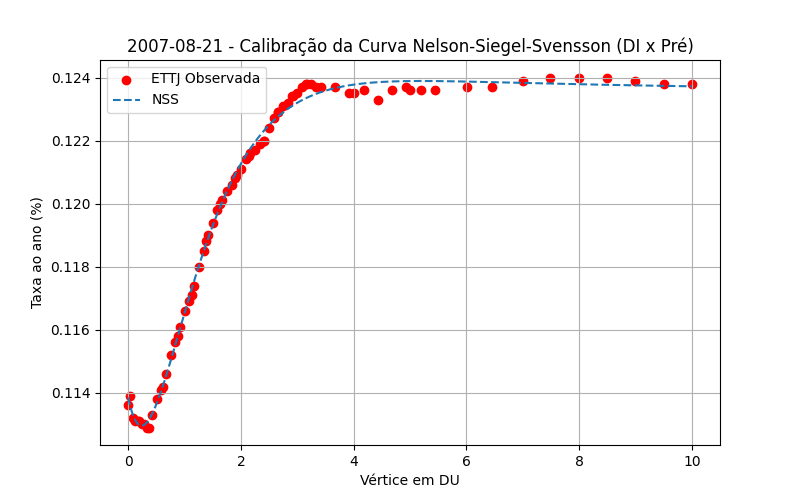 2007-08-21 - Calibração da Curva Nelson-Siegel-Svensson (DI x Pré)
ETTJ Observada
NSS
0.124
0.122
0.120
0.118
0.116
0.114
Taxa ao ano (%)
0 2 4 6 8 10
Vértice em DU